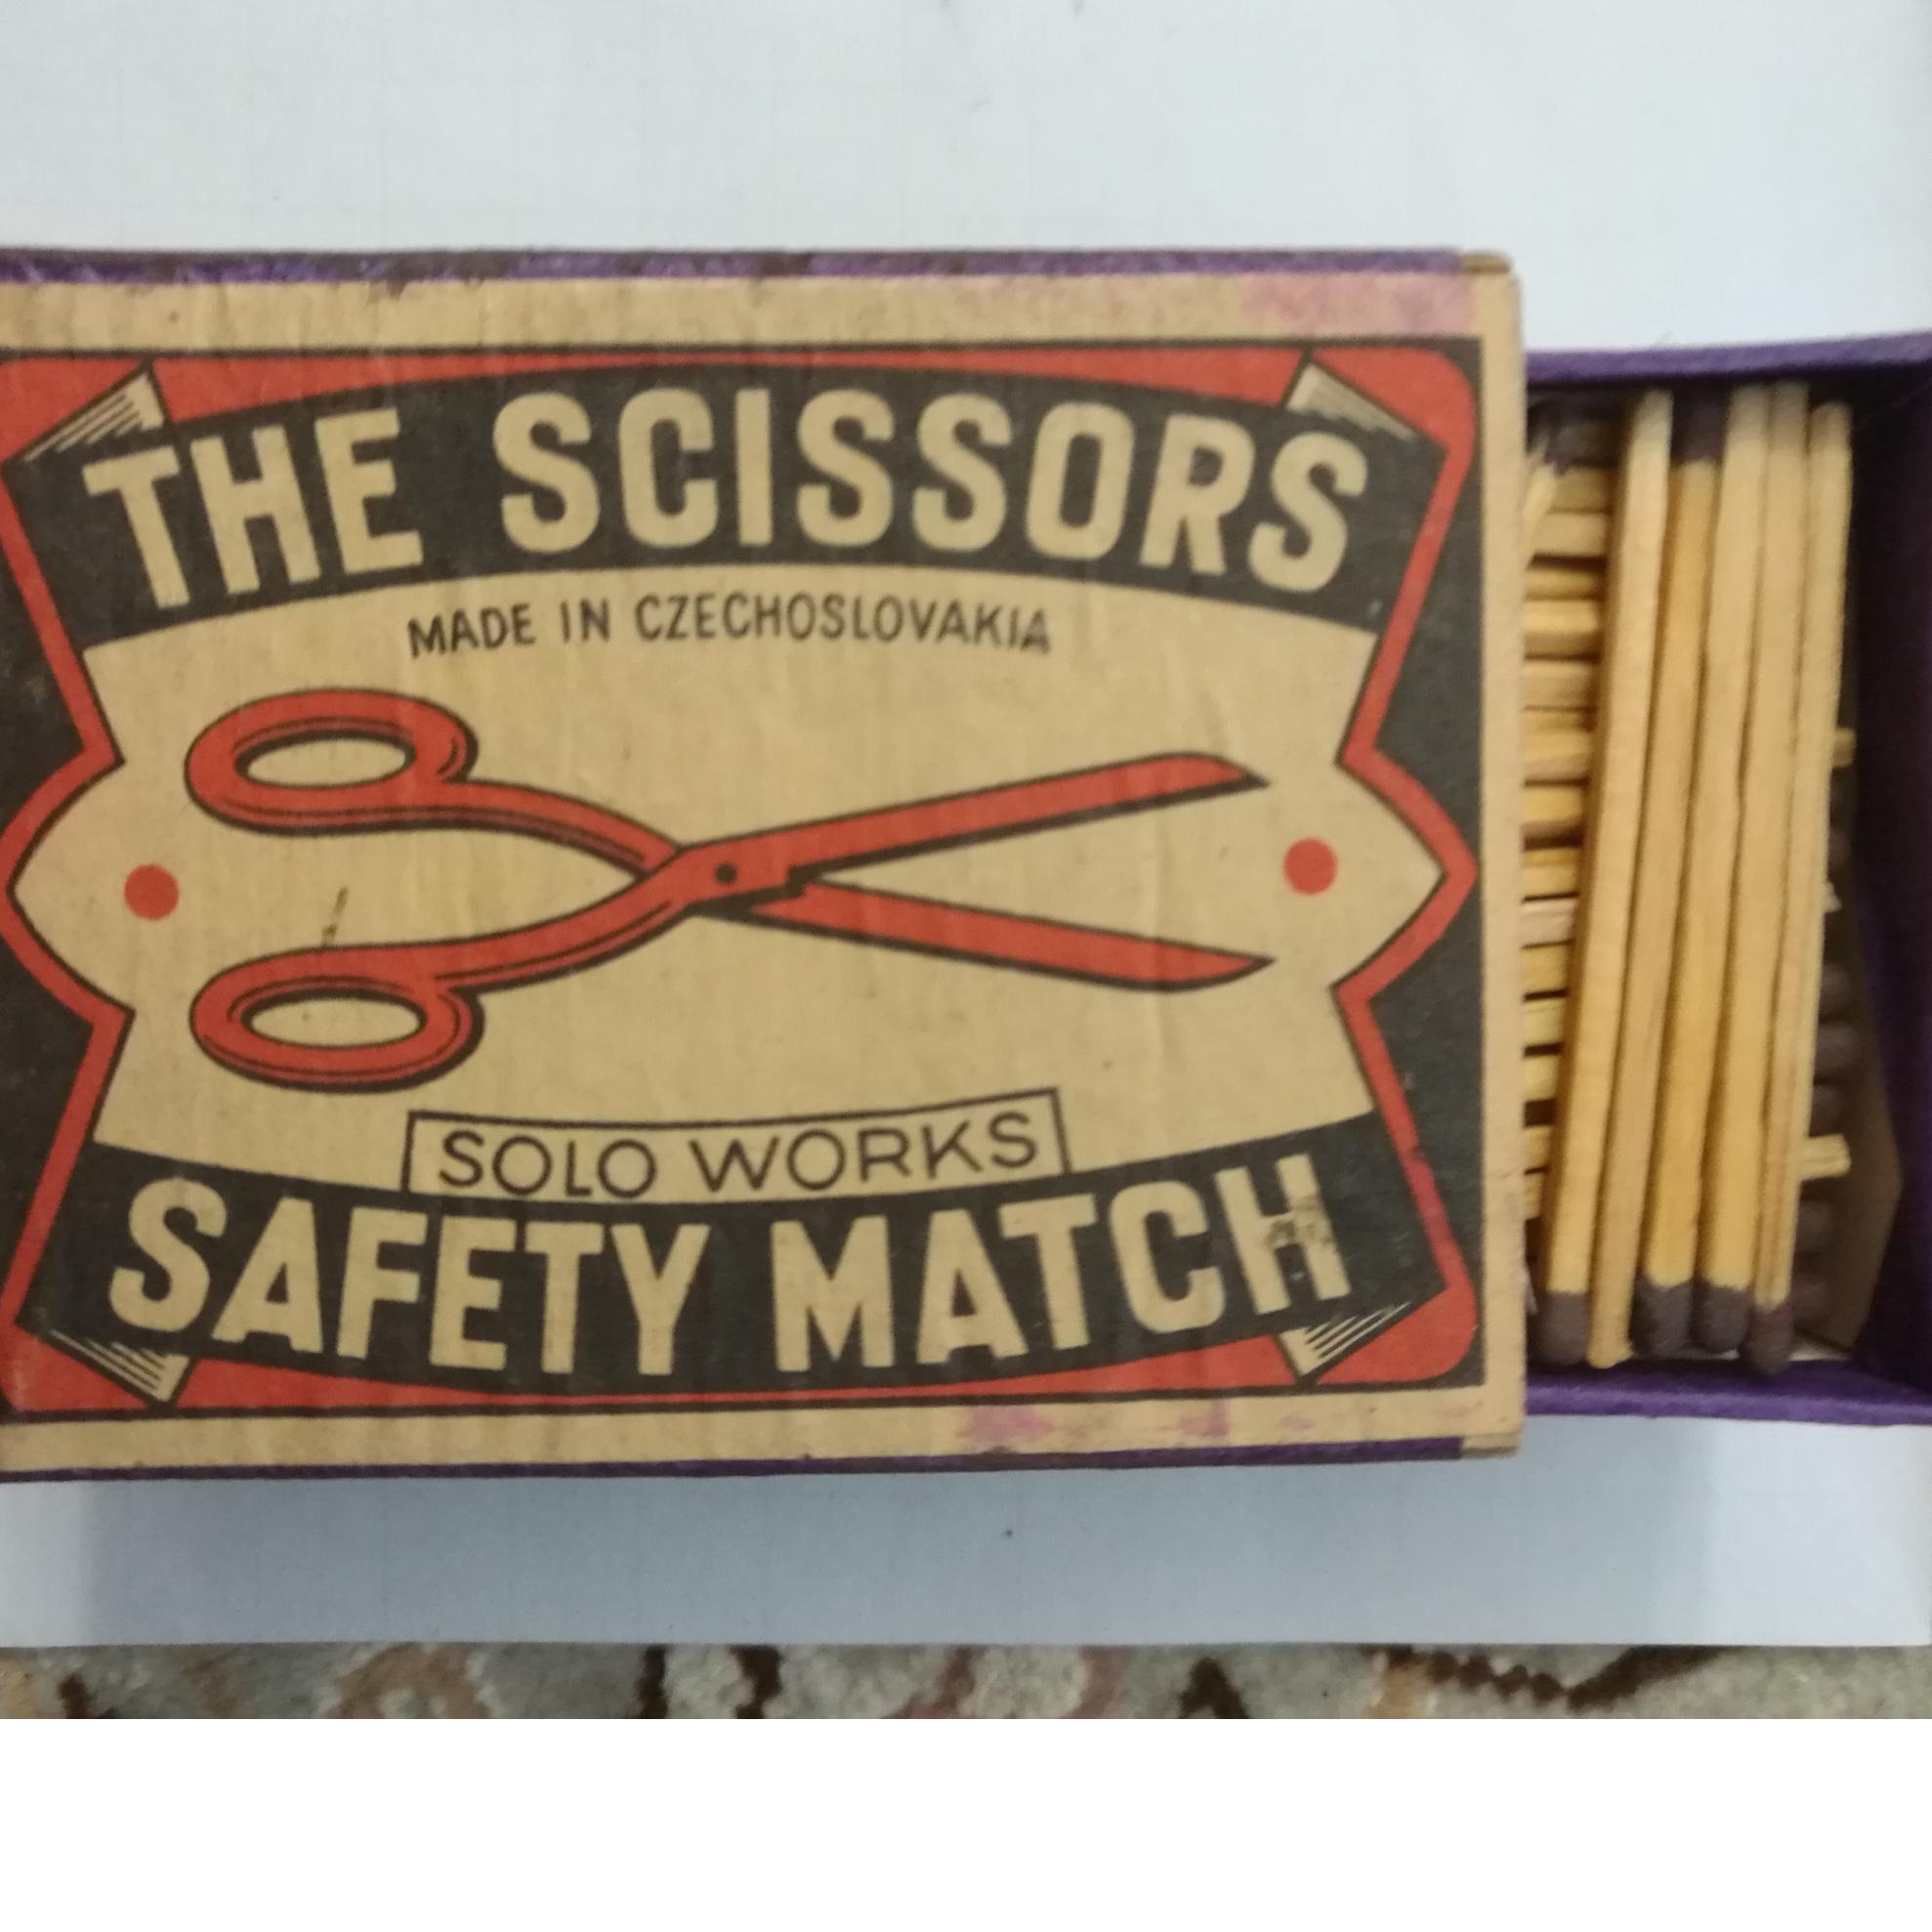 THE SCISSORS
MADE IN CZECHOSLOVAKIA
SOLO WORKS
SAFETY MATCH